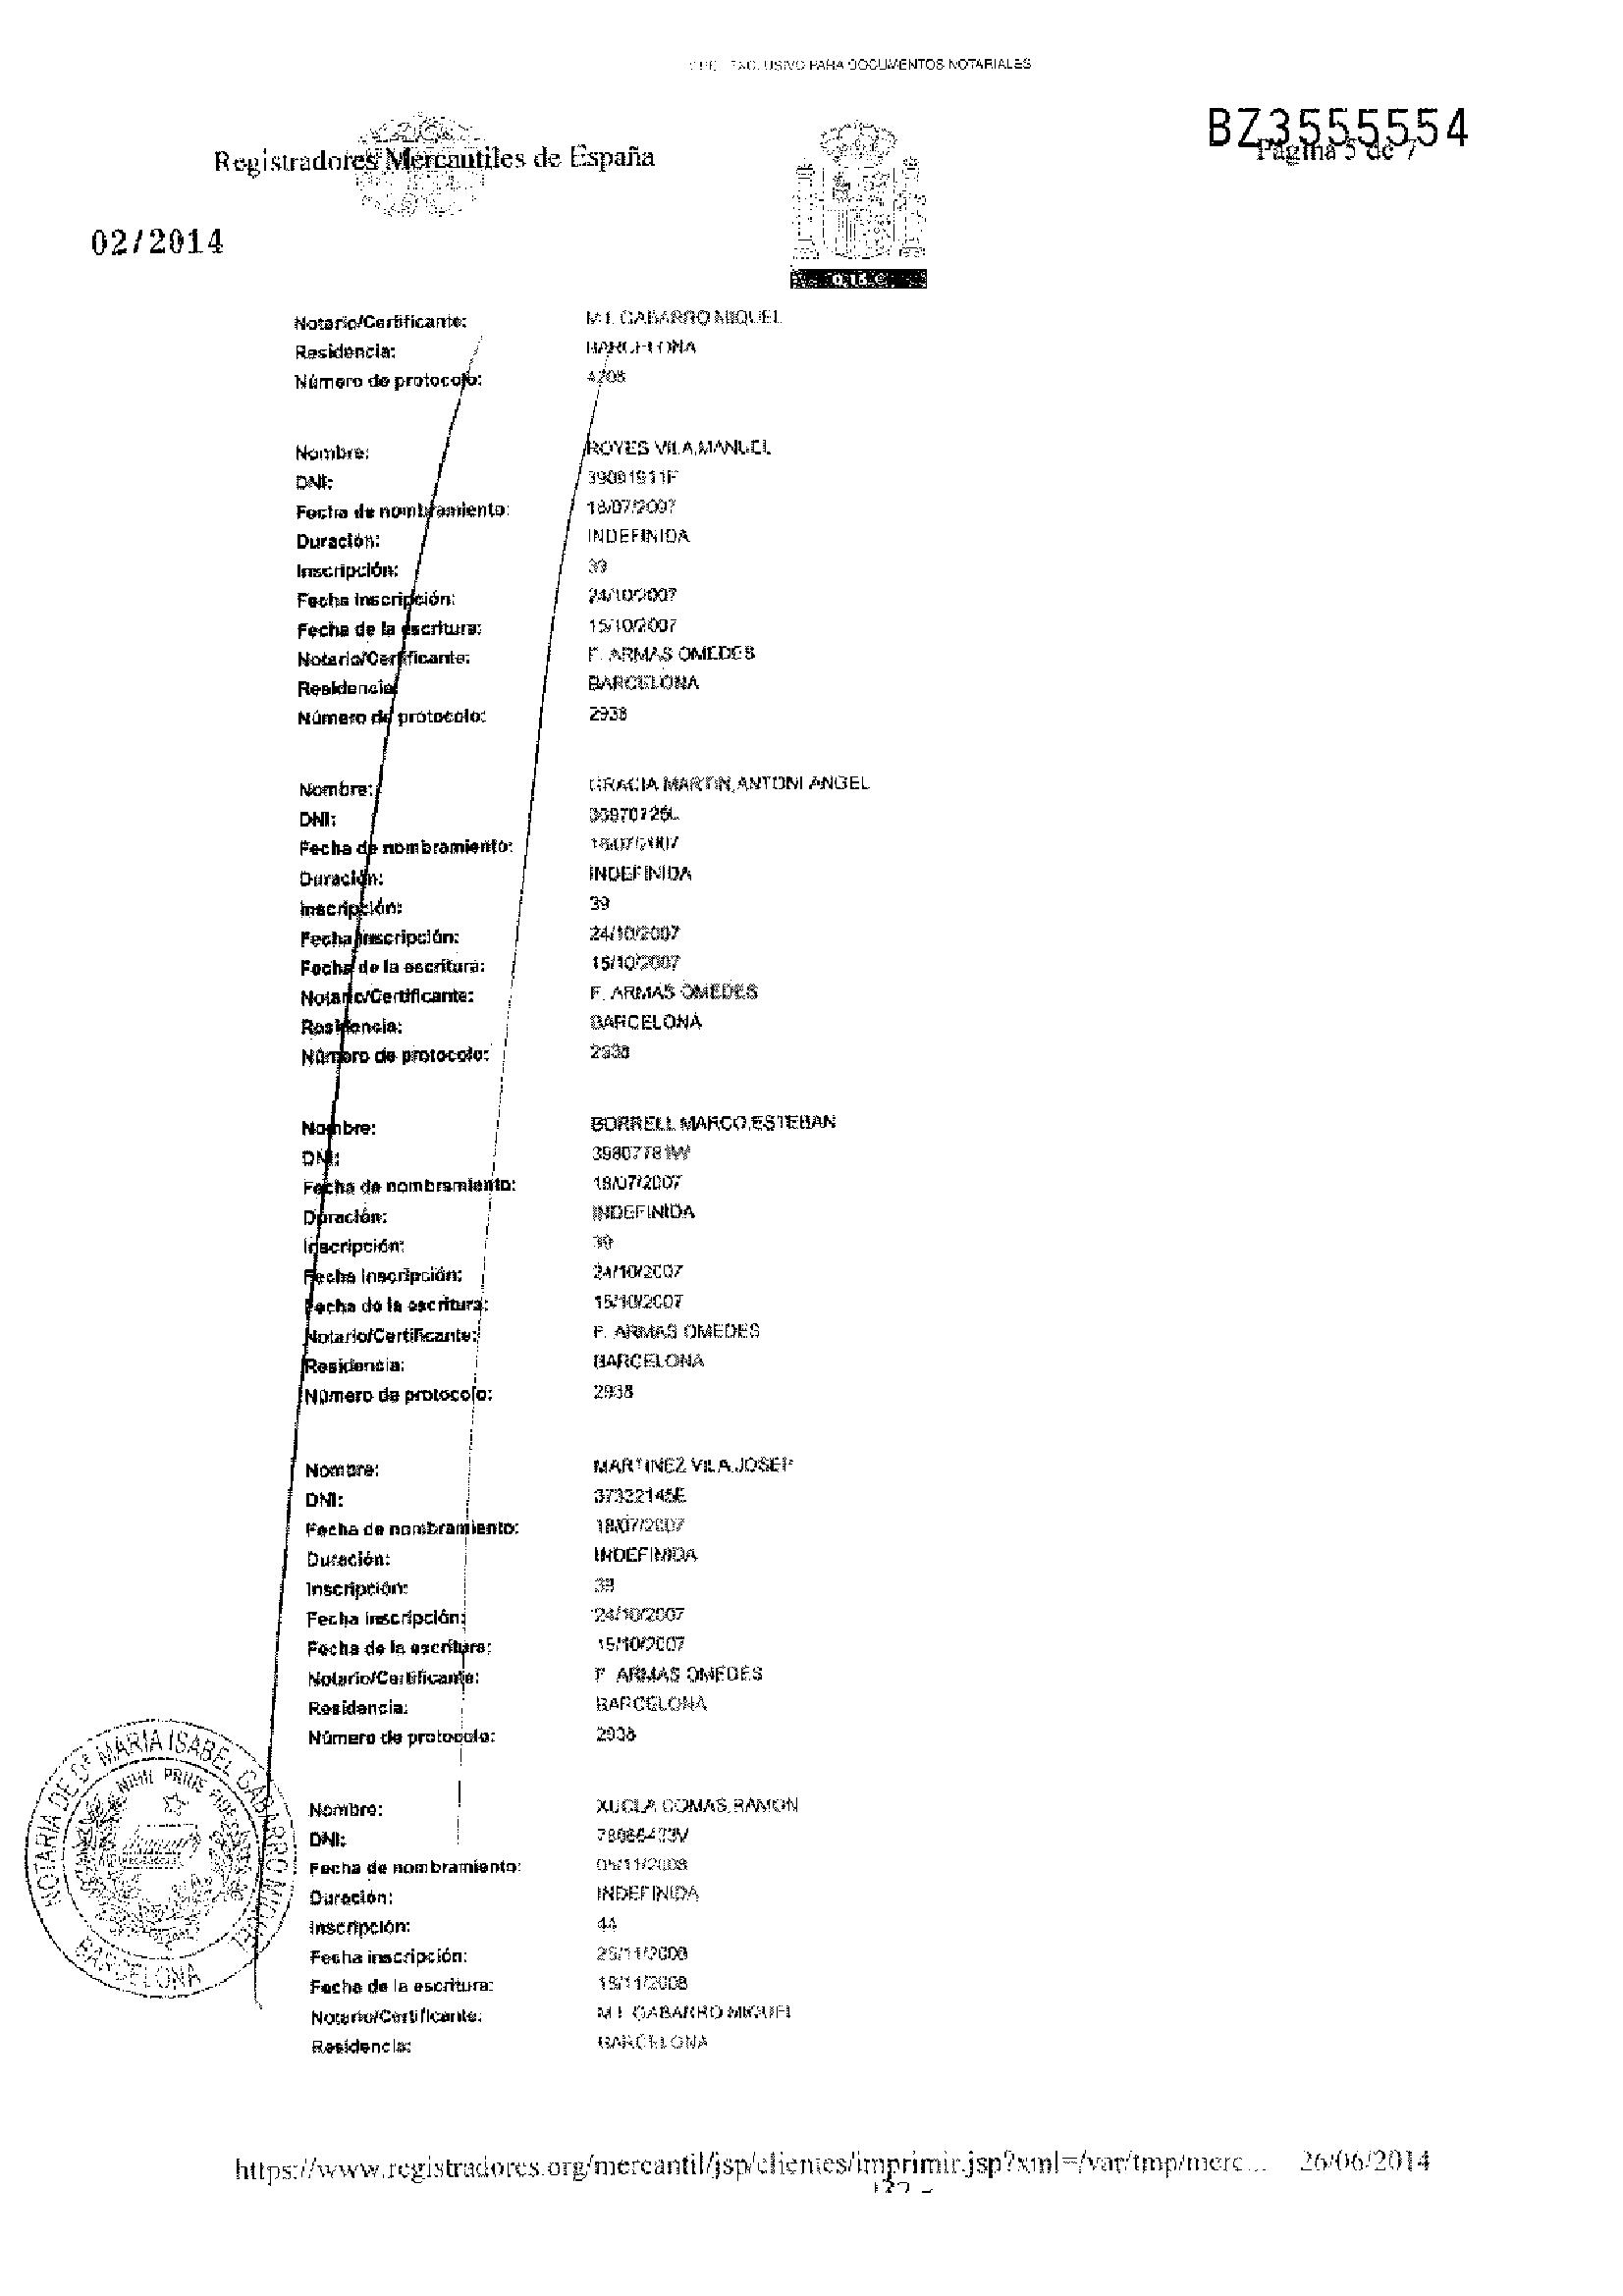 EXCLUSIVO PARA DOCUMENTOS NOTARIALES
BZ3555554
Registradores Mercantiles de España
Página 5 de 7
02/2014
0,15 €
Notario/Certificante: M.I. GABARRO MIQUEL
Residencia: BARCELONA
Número de protocolo: 4208
Nombre: ROYES VILA,MANUEL
DNI: 39091911F
Fecha de nombramiento: 18/07/2007
Duración: INDEFINIDA
Inscripción: 39
Fecha inscripción: 24/10/2007
Fecha de la escritura: 15/10/2007
Notario/Certificante: F. ARMAS OMEDES
Residencia: BARCELONA
Número de protocolo: 2938
Nombre: GRACIA MARTIN,ANTONI ANGEL
DNI:
Fecha de nombramiento: 18/07/2007
Duración: INDEFINIDA
Inscripción: 39
Fecha inscripción: 24/10/2007
Fecha de la escritura: 15/10/2007
Notario/Certificante: F. ARMAS OMEDES
Residencia: BARCELONA
Número de protocolo: 2938
Nombre: BORRELL MARCO,ESTEBAN
DNI: 39807781W
Fecha de nombramiento: 18/07/2007
Duración: INDEFINIDA
Inscripción: 39
Fecha inscripción: 24/10/2007
Fecha de la escritura: 15/10/2007
Notario/Certificante: F. ARMAS OMEDES
Residencia: BARCELONA
Número de protocolo: 2938
Nombre: MARTINEZ VILA,JOSEP
DNI: 37322145E
Fecha de nombramiento: 18/07/2007
Duración: INDEFINIDA
Inscripción: 39
Fecha inscripción: 24/10/2007
Fecha de la escritura: 15/10/2007
Notario/Certificante: F. ARMAS OMEDES
Residencia: BARCELONA
Número de protocolo: 2938
NOTARIA DE Dª MARIA ISABEL GABARRO MIQUEL
NIHIL PRIUS FIDE
BARCELONA
Nombre: XUCLA COMAS,RAMON
DNI:
Fecha de nombramiento: 05/11/2008
Duración: INDEFINIDA
Inscripción: 44
Fecha inscripción: 25/11/2008
Fecha de la escritura: 19/11/2008
Notario/Certificante: M.I. GABARRO MIQUEL
Residencia: BARCELONA
https://www.registradores.org/mercantil/jsp/clientes/imprimir.jsp?xml=/var/tmp/merc... 26/06/2014